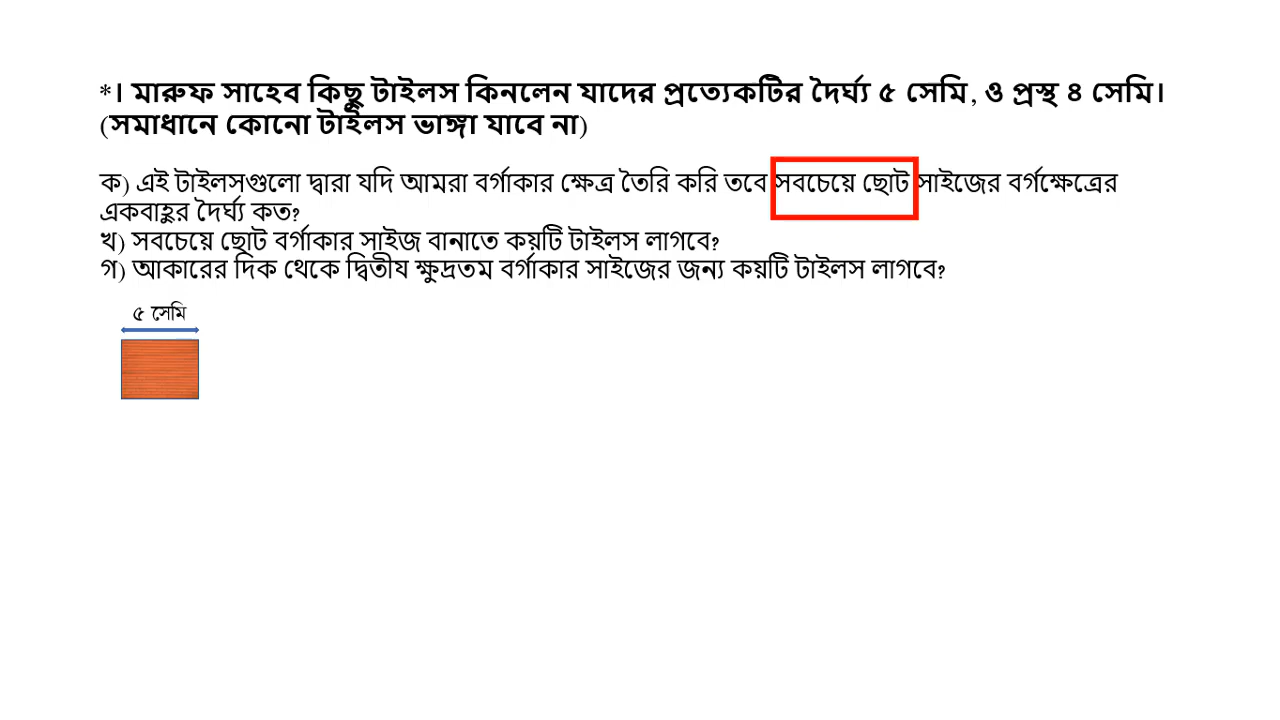 *। মারুফ সাহেব কিছু টাইলস কিনলেন যাদের প্রত্যেকটির দৈর্ঘ্য ৫ সেমি, ও প্রস্থ ৪ সেমি।
(সমাধানে কোনো টাইলস ভাঙ্গা যাবে না)
ক) এই টাইলসগুলো দ্বারা যদি আমরা বর্গাকার ক্ষেত্র তৈরি করি তবে সবচেয়ে ছোট সাইজের বর্গক্ষেত্রের
একবাহুর দৈর্ঘ্য কত?
খ) সবচেয়ে ছোট বর্গাকার সাইজ বানাতে কয়টি টাইলস লাগবে?
গ) আকারের দিক থেকে দ্বিতীয ক্ষুদ্রতম বর্গাকার সাইজের জন্য কয়টি টাইলস লাগবে?
৫ সেমি